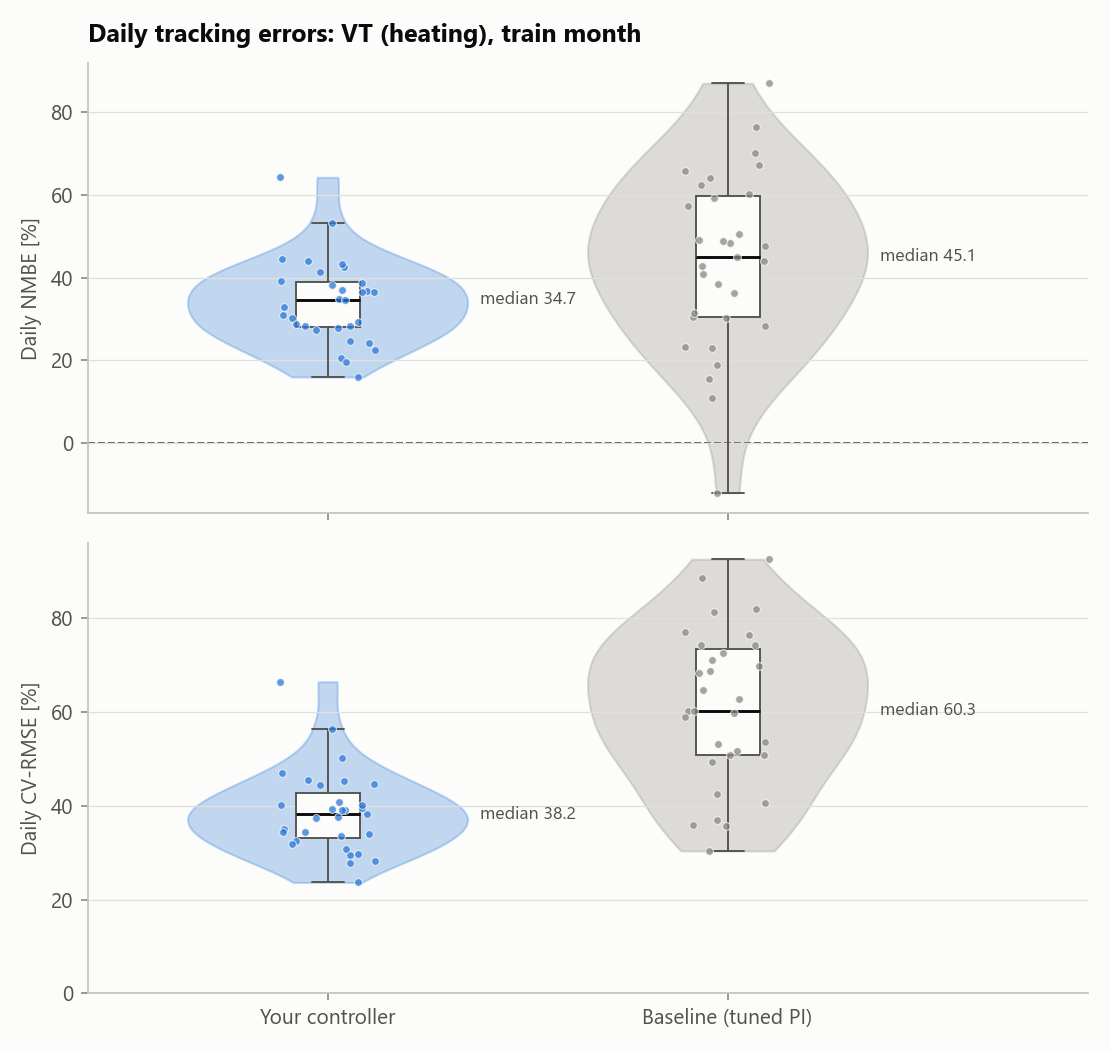 Daily tracking errors: VT (heating), train month
Daily NMBE [%]
80
60
40
20
0
median 34.7
median 45.1
Daily CV-RMSE [%]
80
60
40
20
0
median 38.2
median 60.3
Your controller
Baseline (tuned PI)